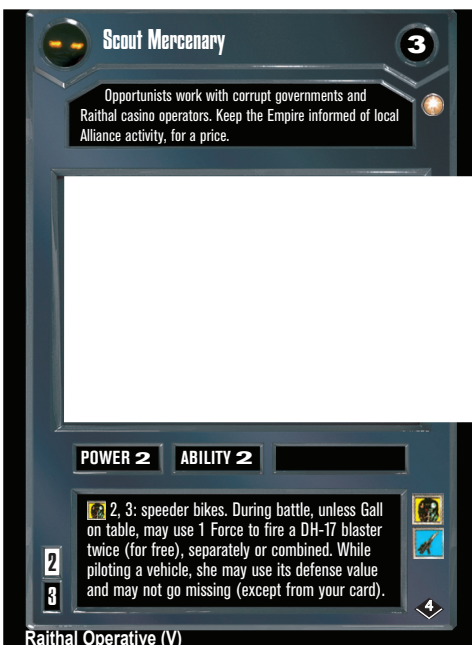 Scout Mercenary
3
Opportunists work with corrupt governments and
Raithal casino operators. Keep the Empire informed of local
Alliance activity, for a price.
POWER 2
ABILITY 2
2, 3: speeder bikes. During battle, unless Gall
on table, may use 1 Force to fire a DH-17 blaster
twice (for free), separately or combined. While
piloting a vehicle, she may use its defense value
and may not go missing (except from your card).
2
3
4
Raithal Operative (V)